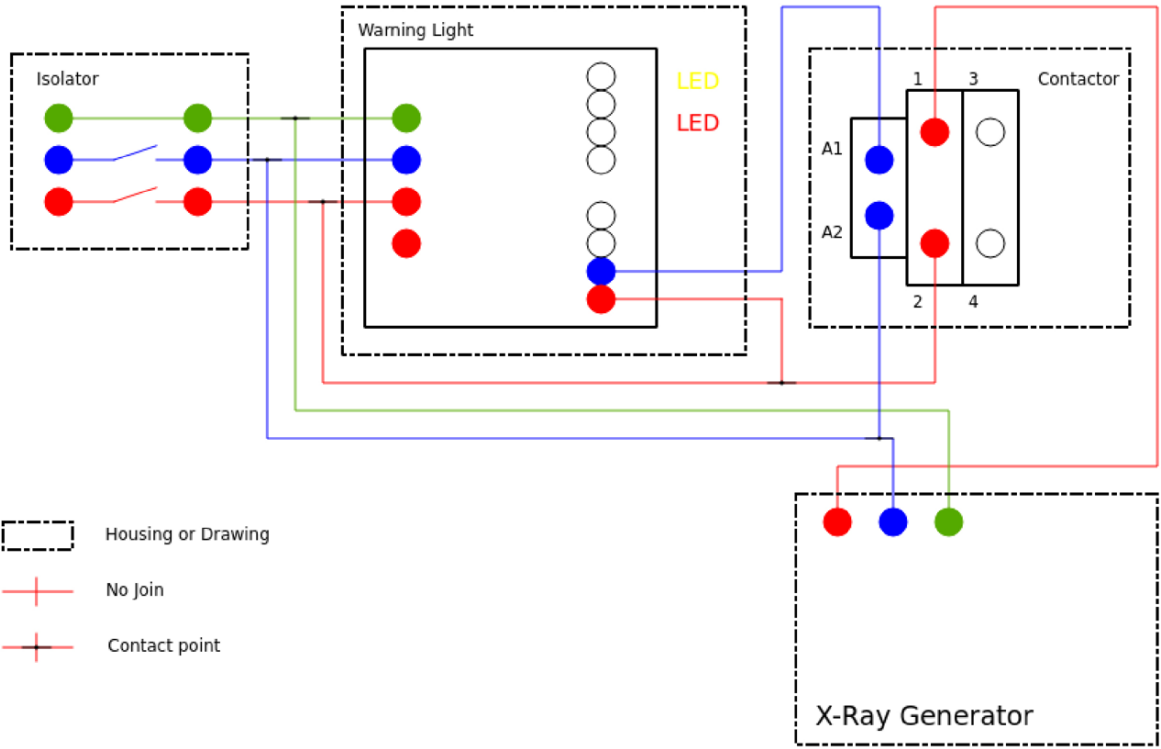 Warning Light
LED
LED
Isolator
1
3
Contactor
A1
A2
2
4
Housing or Drawing
No Join
Contact point
X-Ray Generator